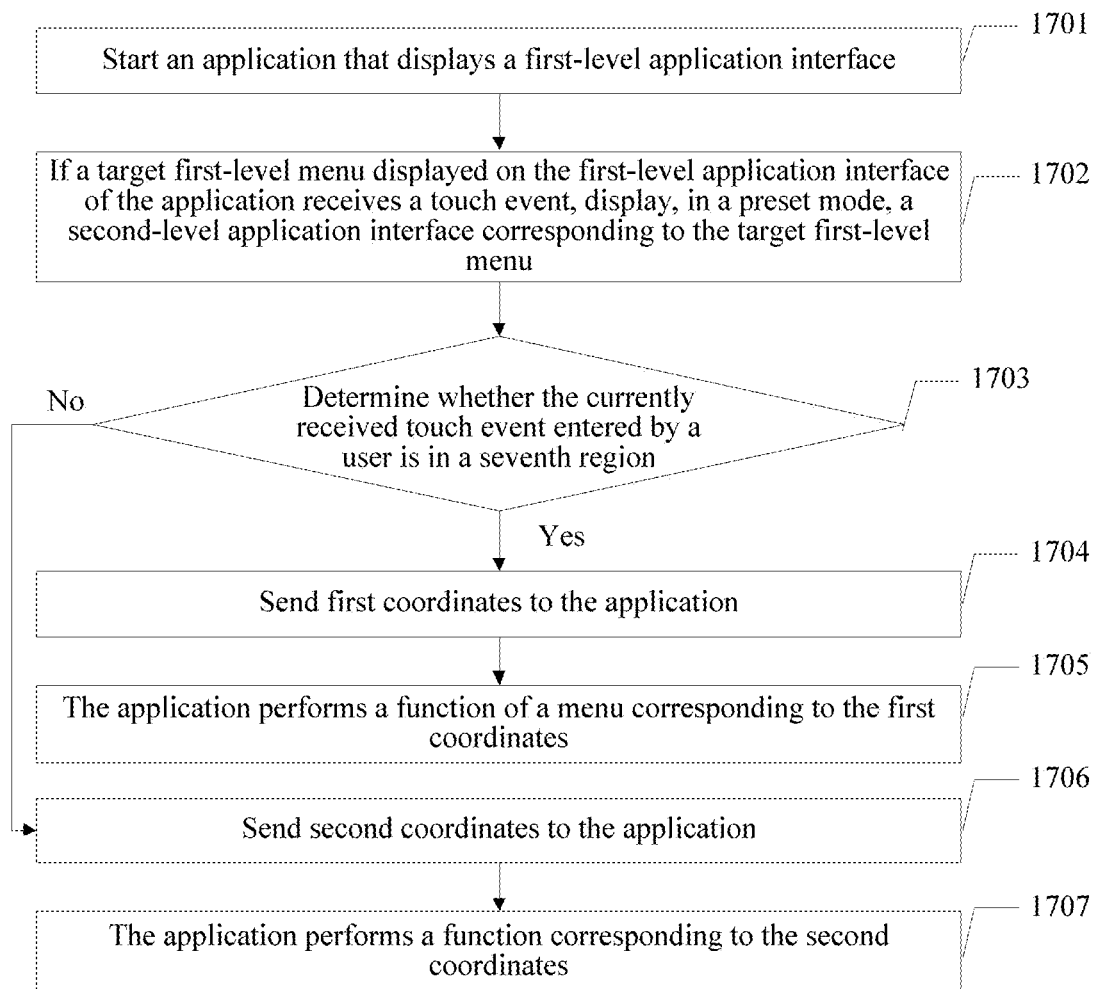 1701
Start an application that displays a first-level application interface
If a target first-level menu displayed on the first-level application interface
of the application receives a touch event, display, in a preset mode, a
second-level application interface corresponding to the target first-level
menu
1702
1703
No
Determine whether the currently
received touch event entered by a
user is in a seventh region
Yes
1704
Send first coordinates to the application
1705
The application performs a function of a menu corresponding to the first
coordinates
1706
Send second coordinates to the application
1707
The application performs a function corresponding to the second
coordinates